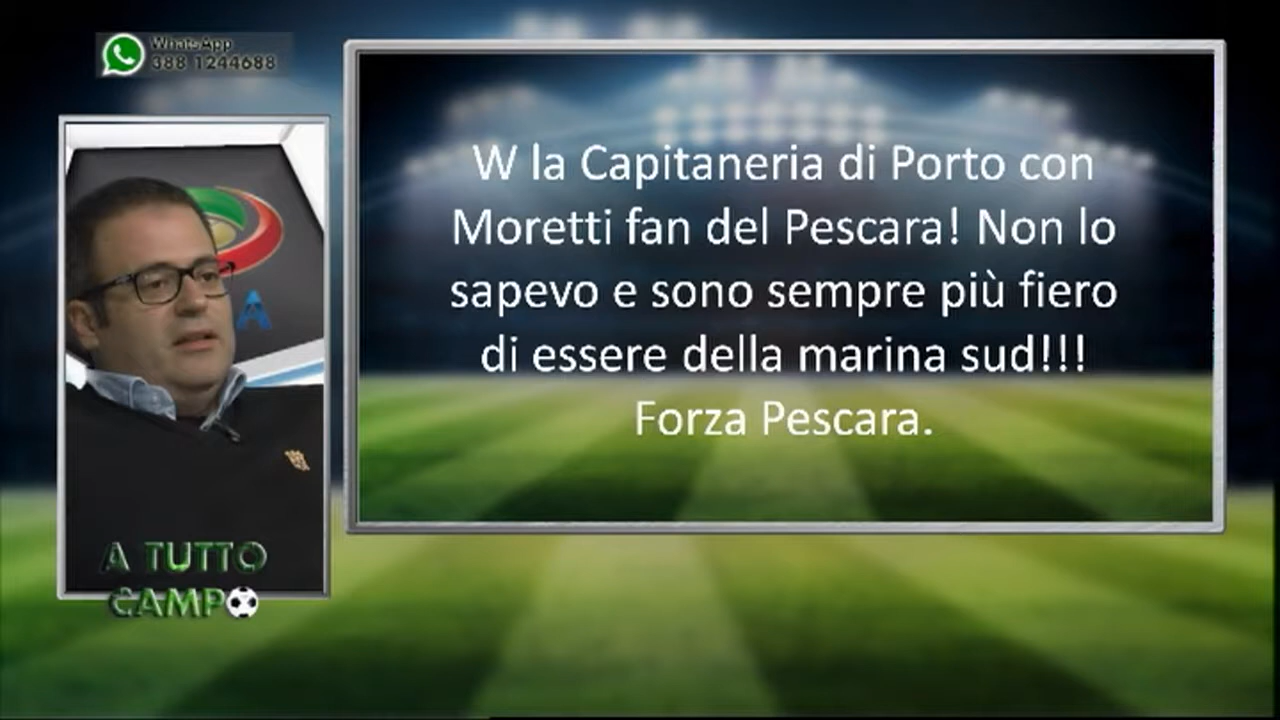 WhatsApp
388 1244688
W la Capitaneria di Porto con
Moretti fan del Pescara! Non lo
sapevo e sono sempre più fiero
di essere della marina sud!!!
Forza Pescara.
A
A TUTTO
CAMPO